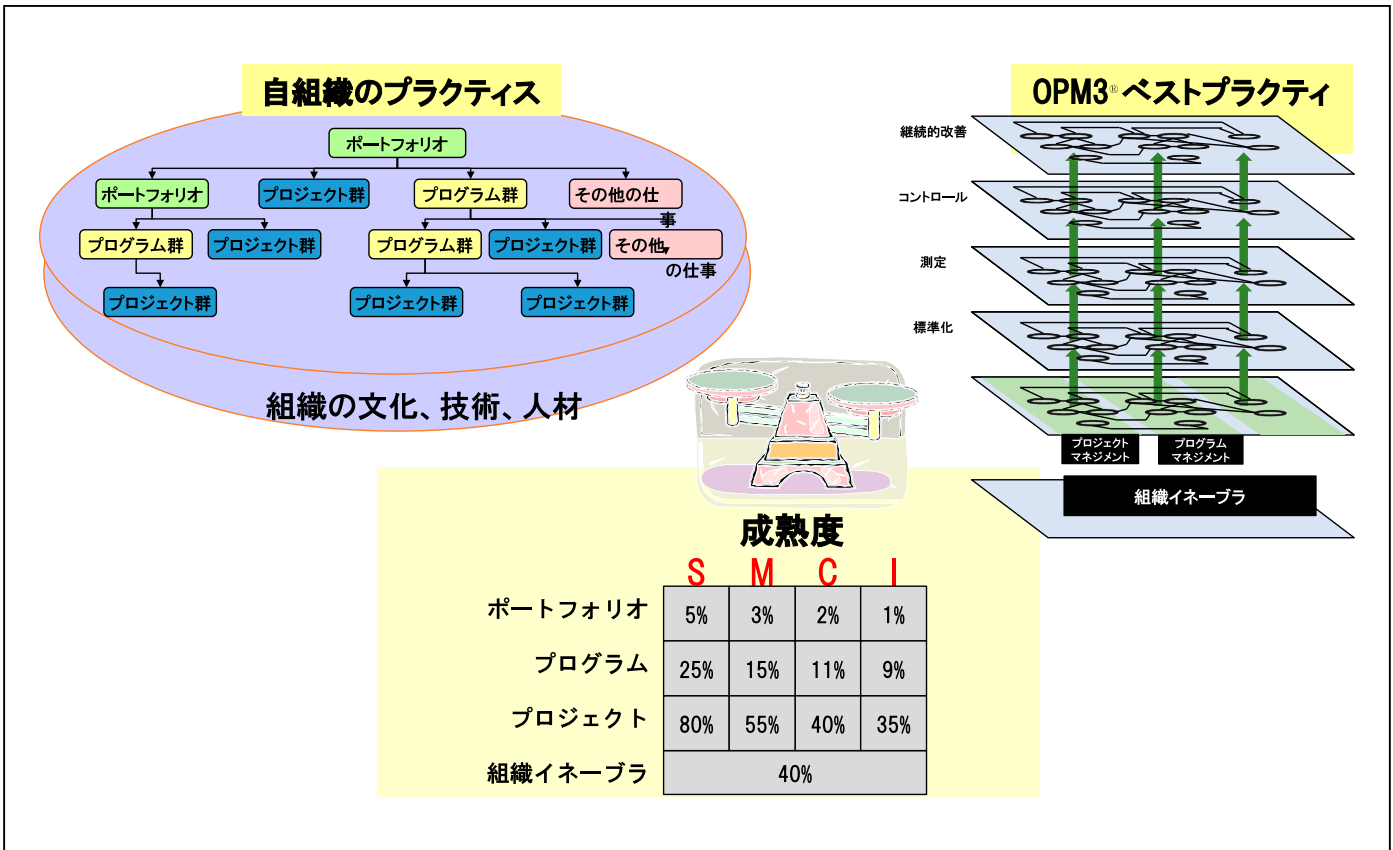 自組織のプラクティス
ポートフォリオ
ポートフォリオ
プロジェクト群
プログラム群
その他の仕
事
プログラム群
プロジェクト群
プログラム群
プロジェクト群
その他
の仕事
プロジェクト群
プロジェクト群
プロジェクト群
組織の文化、技術、人材
OPM3® ベストプラクティ
継続的改善
コントロール
測定
標準化
プロジェクト
マネジメント
プログラム
マネジメント
組織イネーブラ
成熟度
S M C I
ポートフォリオ 5% 3% 2% 1%
プログラム 25% 15% 11% 9%
プロジェクト 80% 55% 40% 35%
組織イネーブラ 40%